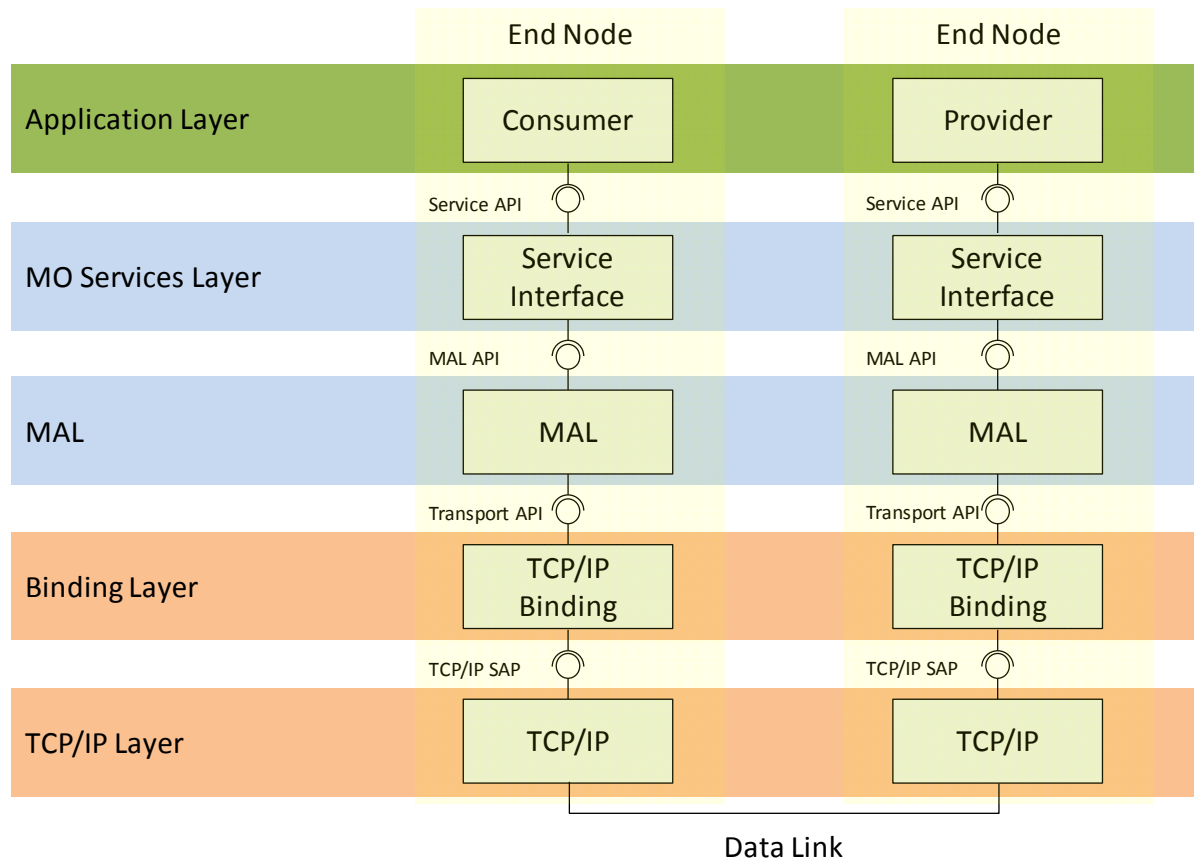 End Node
End Node
Application Layer
Consumer
Provider
Service API
Service API
MO Services Layer
Service
Interface
Service
Interface
MAL API
MAL API
MAL
MAL
MAL
Transport API
Transport API
Binding Layer
TCP/IP
Binding
TCP/IP
Binding
TCP/IP SAP
TCP/IP SAP
TCP/IP Layer
TCP/IP
TCP/IP
Data Link